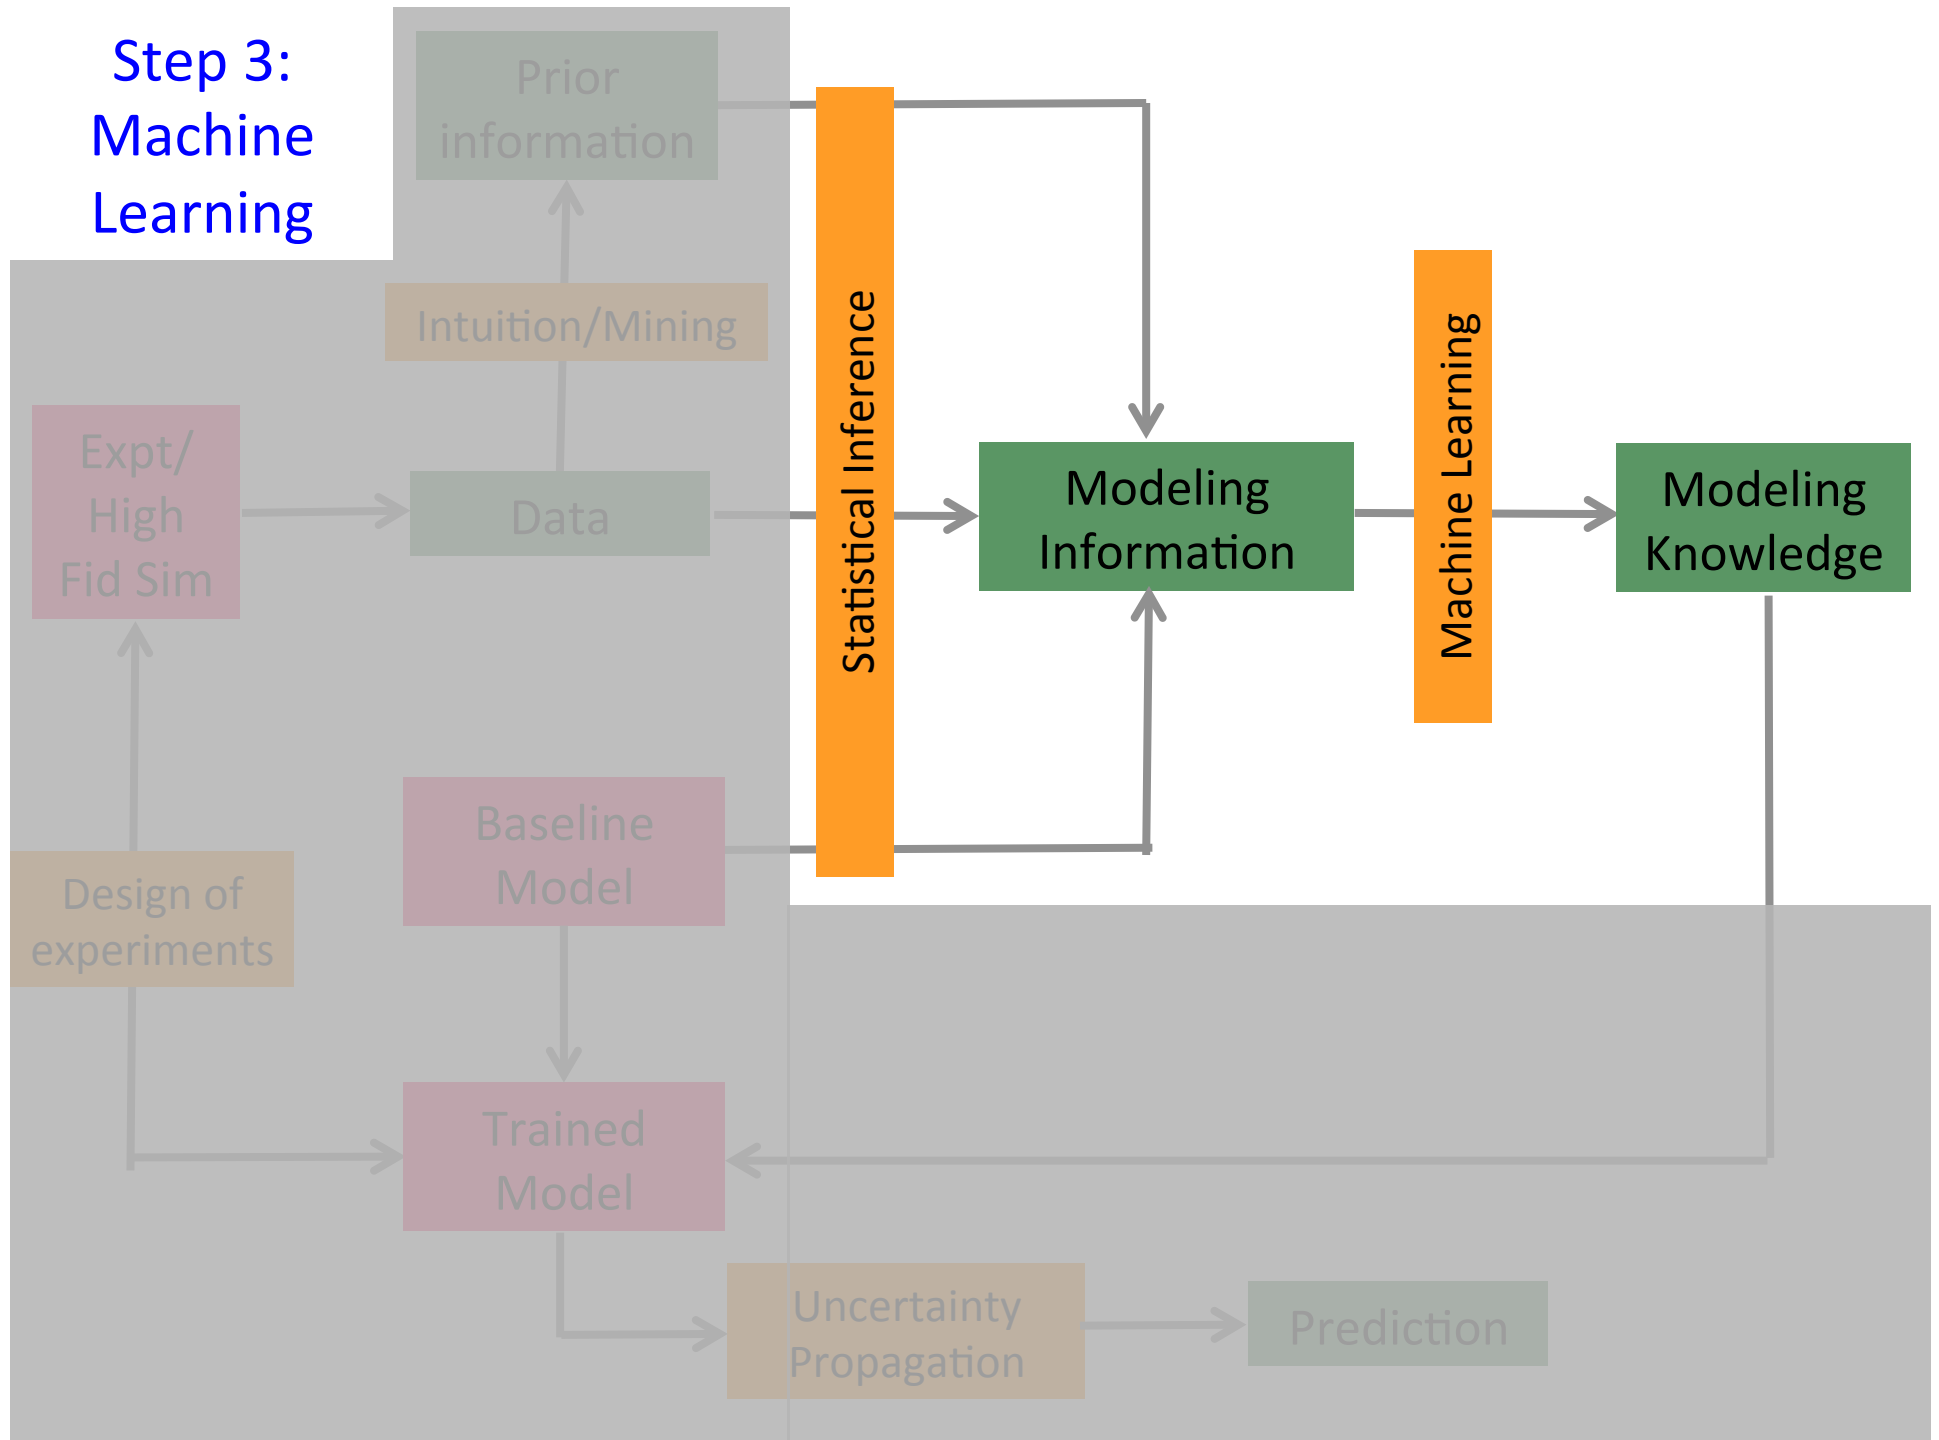 Step 3:
Machine
Learning
Prior
information
Intuition/Mining
Expt/
High
Fid Sim
Data
Statistical Inference
Modeling
Information
Machine Learning
Modeling
Knowledge
Baseline
Model
Design of
experiments
Trained
Model
Uncertainty
Propagation
Prediction